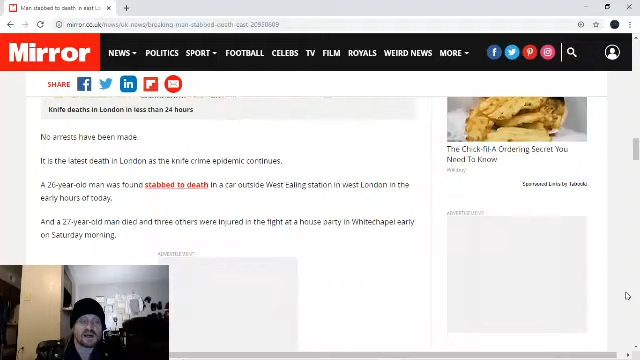 Man stabbed to death in east Lo
mirror.co.uk/news/uk-news/breaking-man-stabbed-death-east-20950609
Mirror
NEWS
POLITICS
SPORT
FOOTBALL
CELEBS
TV
FILM
ROYALS
WEIRD NEWS
MORE
SHARE
Knife deaths in London in less than 24 hours
No arrests have been made.
It is the latest death in London as the knife crime epidemic continues.
A 26-year-old man was found stabbed to death in a car outside West Ealing station in west London in the
early hours of today.
And a 27-year-old man died and three others were injured in the fight at a house party in Whitechapel early
on Saturday morning.
ADVERTISEMENT
The Chick-fil-A Ordering Secret You
Need To Know
Wikibuy
Sponsored Links by Taboola
ADVERTISEMENT